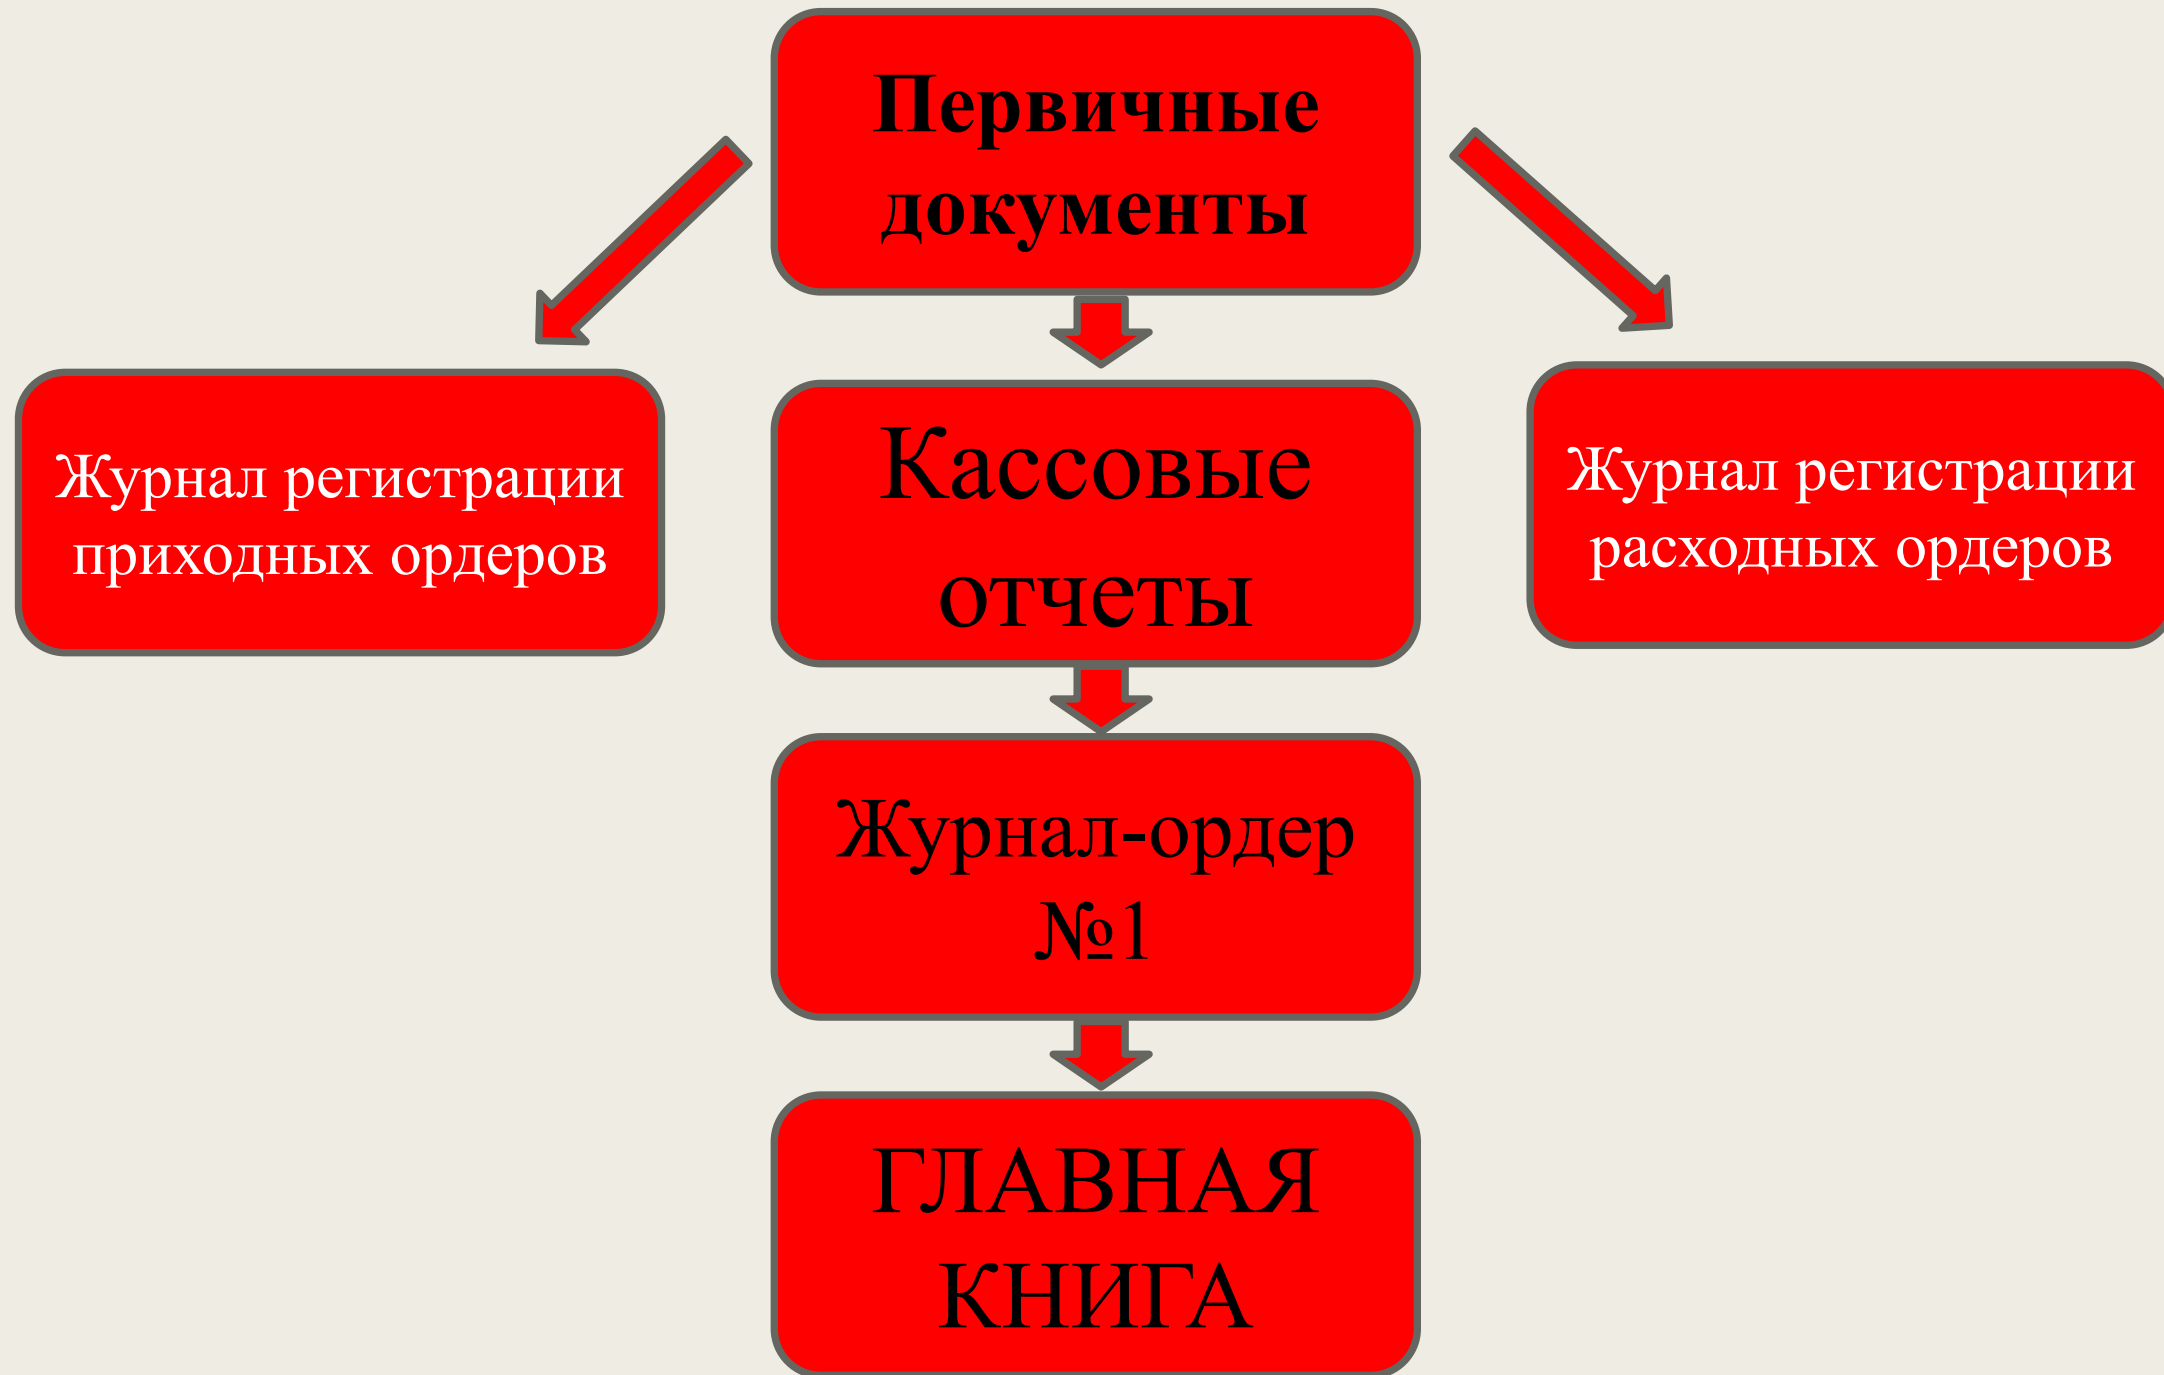 Первичные
документы
Журнал регистрации
приходных ордеров
Кассовые
отчеты
Журнал регистрации
расходных ордеров
Журнал-ордер
№1
ГЛАВНАЯ
КНИГА